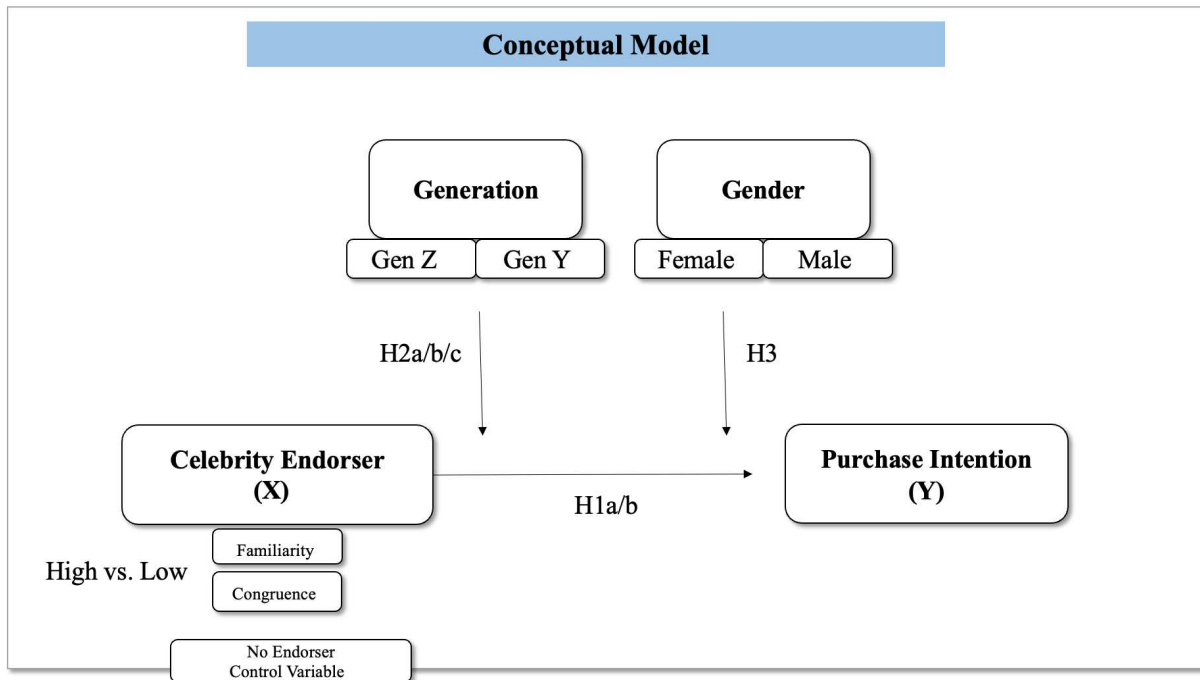 Conceptual Model
Generation
Gender
Gen Z
Gen Y
Female
Male
H2a/b/c
H3
Celebrity Endorser
(X)
Purchase Intention
(Y)
H1a/b
High vs. Low
Familiarity
Congruence
No Endorser
Control Variable